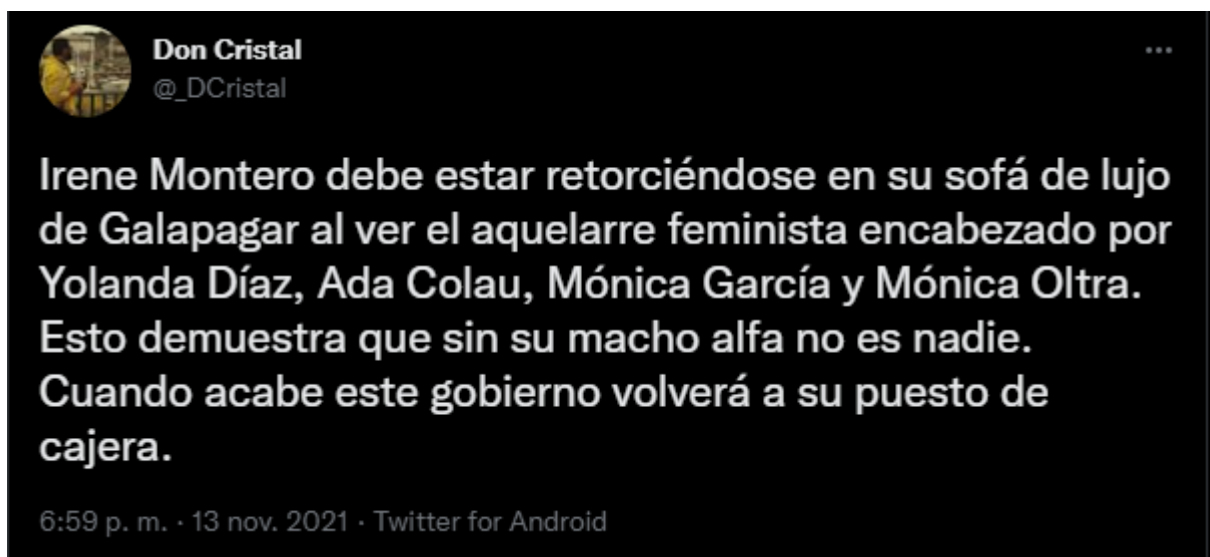 Don Cristal
@_DCristal
Irene Montero debe estar retorciéndose en su sofá de lujo
de Galapagar al ver el aquelarre feminista encabezado por
Yolanda Díaz, Ada Colau, Mónica García y Mónica Oltra.
Esto demuestra que sin su macho alfa no es nadie.
Cuando acabe este gobierno volverá a su puesto de
cajera.
6:59 p. m. · 13 nov. 2021 · Twitter for Android